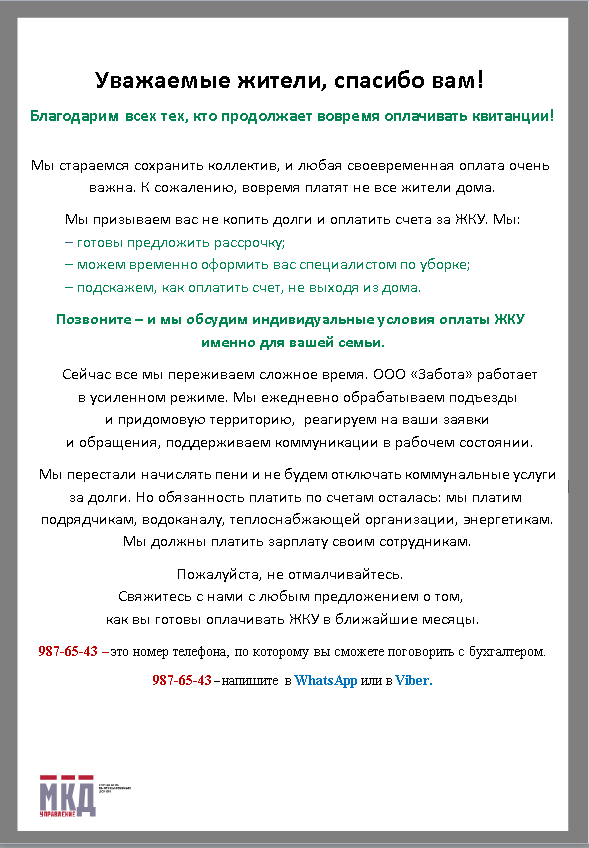 Уважаемые жители, спасибо вам!
Благодарим всех тех, кто продолжает вовремя оплачивать квитанции!
Мы стараемся сохранить коллектив, и любая своевременная оплата очень
важна. К сожалению, вовремя платят не все жители дома.
Мы призываем вас не копить долги и оплатить счета за ЖКУ. Мы:
– готовы предложить рассрочку;
– можем временно оформить вас специалистом по уборке;
– подскажем, как оплатить счет, не выходя из дома.
Позвоните – и мы обсудим индивидуальные условия оплаты ЖКУ
именно для вашей семьи.
Сейчас все мы переживаем сложное время. ООО «Забота» работает
в усиленном режиме. Мы ежедневно обрабатываем подъезды
и придомовую территорию, реагируем на ваши заявки
и обращения, поддерживаем коммуникации в рабочем состоянии.
Мы перестали начислять пени и не будем отключать коммунальные услуги
за долги. Но обязанность платить по счетам осталась: мы платим
подрядчикам, водоканалу, теплоснабжающей организации, энергетикам.
Мы должны платить зарплату своим сотрудникам.
Пожалуйста, не отмалчивайтесь.
Свяжитесь с нами с любым предложением о том,
как вы готовы оплачивать ЖКУ в ближайшие месяцы.
987-65-43 – это номер телефона, по которому вы сможете поговорить с бухгалтером.
987-65-43 – напишите в WhatsApp или в Viber.
МКД
УПРАВЛЕНИЕ